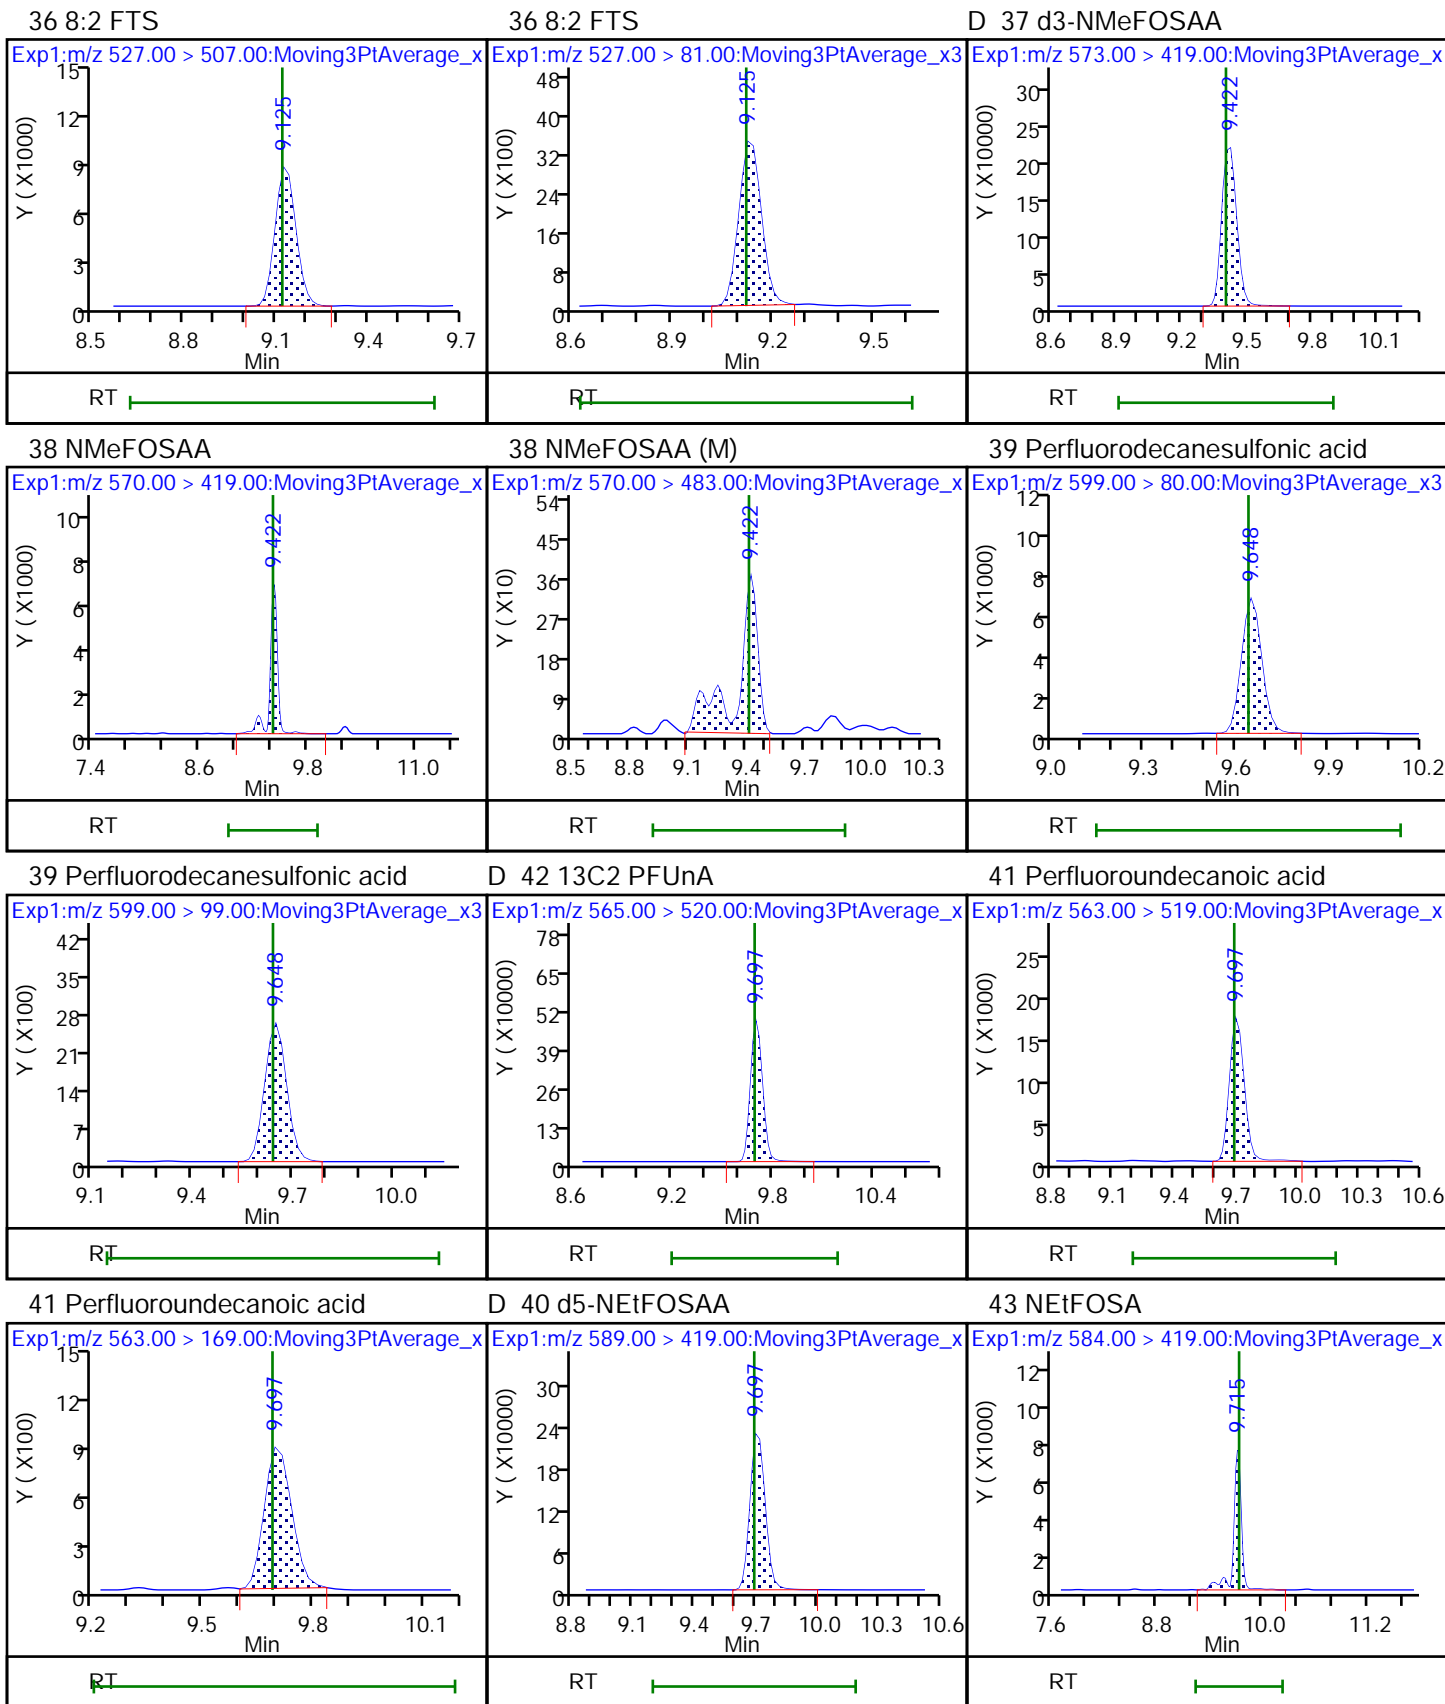 36 8:2 FTS
Exp1:m/z 527.00 > 507.00:Moving3PtAverage_x
9.125
Y ( X1000)
15
12
9
6
3
0
8.5 8.8 9.1 9.4 9.7
Min
RT
36 8:2 FTS
Exp1:m/z 527.00 > 81.00:Moving3PtAverage_x3
9.125
Y ( X100)
48
40
32
24
16
8
0
8.6 8.9 9.2 9.5
Min
RT
D 37 d3-NMeFOSAA
Exp1:m/z 573.00 > 419.00:Moving3PtAverage_x
9.422
Y ( X10000)
30
25
20
15
10
5
0
8.6 8.9 9.2 9.5 9.8 10.1
Min
RT
38 NMeFOSAA
Exp1:m/z 570.00 > 419.00:Moving3PtAverage_x
9.422
Y ( X1000)
10
8
6
4
2
0
7.4 8.6 9.8 11.0
Min
RT
38 NMeFOSAA (M)
Exp1:m/z 570.00 > 483.00:Moving3PtAverage_x
9.422
Y ( X10)
54
45
36
27
18
9
0
8.5 8.8 9.1 9.4 9.7 10.0 10.3
Min
RT
39 Perfluorodecanesulfonic acid
Exp1:m/z 599.00 > 80.00:Moving3PtAverage_x3
9.648
Y ( X1000)
12
10
8
6
4
2
0
9.0 9.3 9.6 9.9 10.2
Min
RT
39 Perfluorodecanesulfonic acid
Exp1:m/z 599.00 > 99.00:Moving3PtAverage_x3
9.648
Y ( X100)
42
35
28
21
14
7
0
9.1 9.4 9.7 10.0
Min
RT
D 42 13C2 PFUnA
Exp1:m/z 565.00 > 520.00:Moving3PtAverage_x
9.697
Y ( X10000)
78
65
52
39
26
13
0
8.6 9.2 9.8 10.4
Min
RT
41 Perfluoroundecanoic acid
Exp1:m/z 563.00 > 519.00:Moving3PtAverage_x
9.697
Y ( X1000)
25
20
15
10
5
0
8.8 9.1 9.4 9.7 10.0 10.3 10.6
Min
RT
41 Perfluoroundecanoic acid
Exp1:m/z 563.00 > 169.00:Moving3PtAverage_x
9.697
Y ( X100)
15
12
9
6
3
0
9.2 9.5 9.8 10.1
Min
RT
D 40 d5-NEtFOSAA
Exp1:m/z 589.00 > 419.00:Moving3PtAverage_x
9.697
Y ( X10000)
30
24
18
12
6
0
8.8 9.1 9.4 9.7 10.0 10.3 10.6
Min
RT
43 NEtFOSA
Exp1:m/z 584.00 > 419.00:Moving3PtAverage_x
9.715
Y ( X1000)
12
10
8
6
4
2
0
7.6 8.8 10.0 11.2
Min
RT